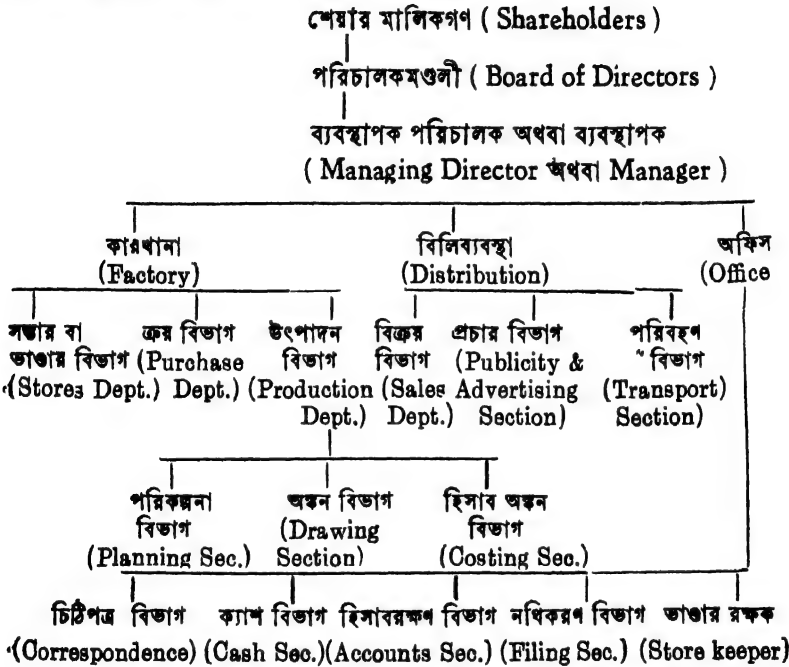 শেয়ার মালিকগণ ( Shareholders )
পরিচালকমণ্ডলী ( Board of Directors )
ব্যবস্থাপক পরিচালক অথবা ব্যবস্থাপক
( Managing Director অথবা Manager )
কারখানা বিলিব্যবস্থা অফিস
(Factory) (Distribution) (Office
সম্ভার বা ক্রয় বিভাগ উৎপাদন বিক্রয় প্রচার বিভাগ পরিবহণ
ভাণ্ডার বিভাগ (Purchase বিভাগ বিভাগ (Publicity & বিভাগ
(Stores Dept.) Dept.) (Production (Sales Advertising (Transport)
Dept.) Dept.) Section) Section)
পরিকল্পনা অঙ্কন বিভাগ হিসাব অঙ্কন
বিভাগ (Drawing বিভাগ
(Planning Sec.) Section) (Costing Sec.)
চিঠিপত্র বিভাগ ক্যাশ বিভাগ হিসাবরক্ষণ বিভাগ নথিকরণ বিভাগ ভাণ্ডার রক্ষক
(Correspondence) (Cash Sec.)(Accounts Sec.) (Filing Sec.) (Store keeper)